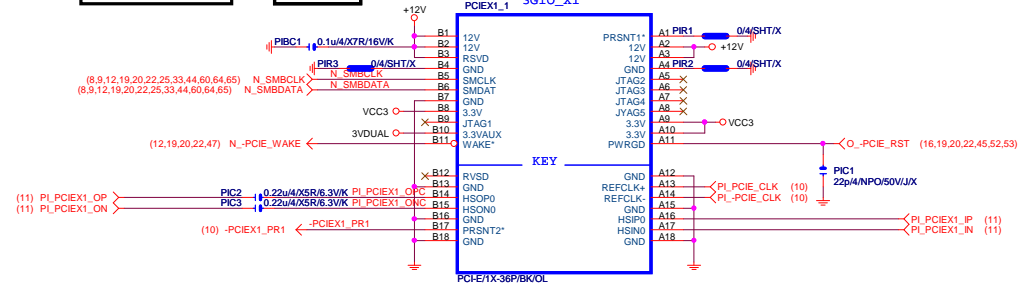 +12V
PCIEX1_1
B1 12V
B2 12V
B3 RSVD
B4 GND
B5 SMCLK
B6 SMDAT
B7 GND
B8 3.3V
B9 JTAG1
B10 3.3VAUX
B11 WAKE*
KEY
B12 RVSD
B13 GND
B14 HSOP0
B15 HSON0
B16 GND
B17 PRSNT2*
B18 GND
PRSNT1* A1
12V A2
12V A3
GND A4
JTAG2 A5
JTAG3 A6
JTAG4 A7
JYAG5 A8
3.3V A9
3.3V A10
PWRGD A11
GND A12
REFCLK+ A13
REFCLK- A14
GND A15
HSIP0 A16
HSIN0 A17
GND A18
PCI-E/1X-36P/BK/OL
PIBC1 0.1u/4/X7R/16V/K
PIR3 0/4/SHT/X
(8,9,12,19,20,22,25,33,44,60,64,65) N_SMBCLK N_SMBCLK
(8,9,12,19,20,22,25,33,44,60,64,65) N_SMBDATA N_SMBDATA
VCC3
3VDUAL
(12,19,20,22,47) N_-PCIE_WAKE
(11) PI_PCIEX1_OP PIC2 0.22u/4/X5R/6.3V/K PI_PCIEX1_OPC
(11) PI_PCIEX1_ON PIC3 0.22u/4/X5R/6.3V/K PI_PCIEX1_ONC
(10) -PCIEX1_PR1 -PCIEX1_PR1
PIR1 0/4/SHT/X
+12V
PIR2 0/4/SHT/X
VCC3
O_-PCIE_RST (16,19,20,22,45,52,53)
PIC1
22p/4/NPO/50V/J/X
PI_PCIE_CLK (10)
PI_-PCIE_CLK (10)
PI_PCIEX1_IP (11)
PI_PCIEX1_IN (11)